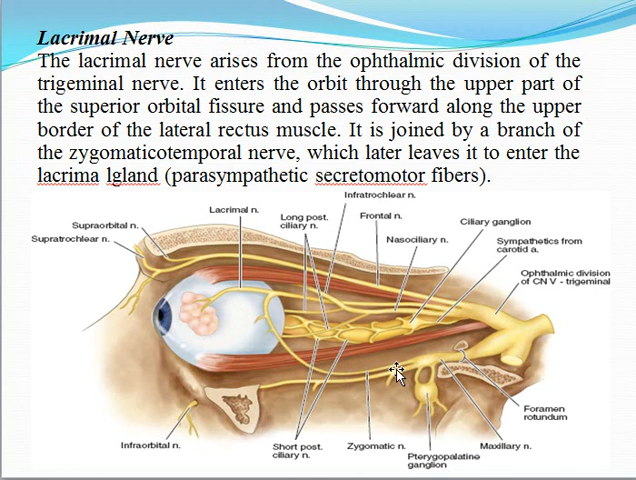 Lacrimal Nerve
The lacrimal nerve arises from the ophthalmic division of the
trigeminal nerve. It enters the orbit through the upper part of
the superior orbital fissure and passes forward along the upper
border of the lateral rectus muscle. It is joined by a branch of
the zygomaticotemporal nerve, which later leaves it to enter the
lacrima lgland (parasympathetic secretomotor fibers).
Infratrochlear n.
Lacrimal n.
Long post.
ciliary n.
Frontal n.
Ciliary ganglion
Supraorbital n.
Supratrochlear n.
Nasociliary n.
Sympathetics from
carotid a.
Ophthalmic division
of CN V - trigeminal
Foramen
rotundum
Infraorbital n.
Short post.
ciliary n.
Zygomatic n.
Pterygopalatine
ganglion
Maxillary n.